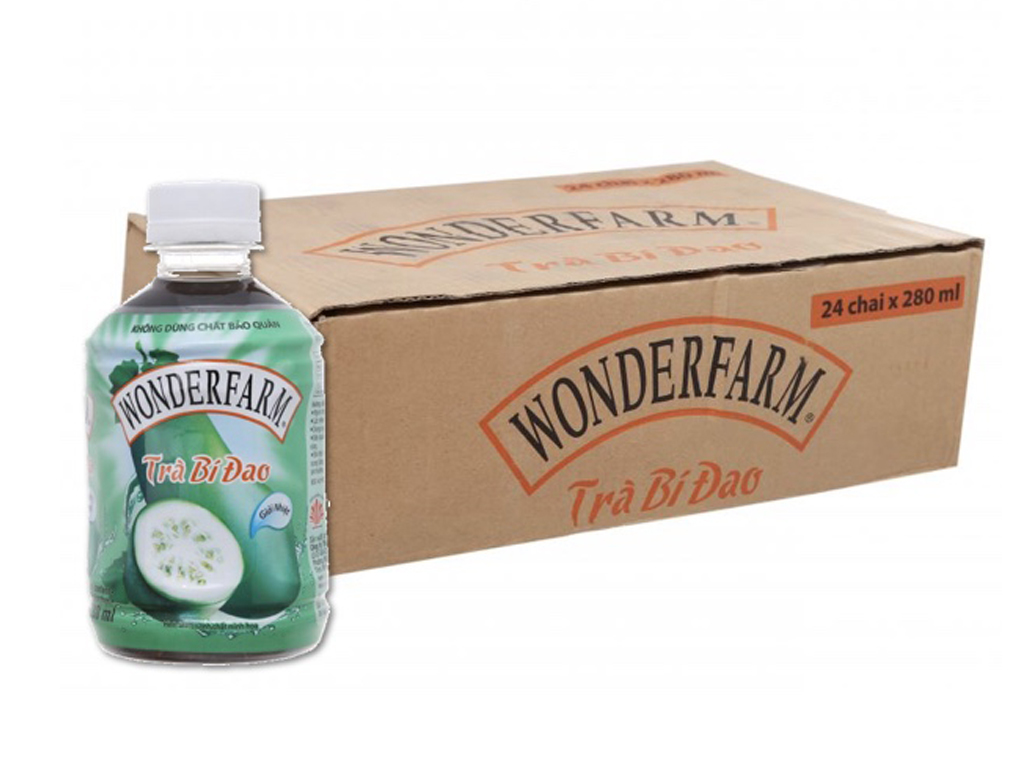 24 chai x 280 ml
WONDERFARM
Trà Bí Đao
24 chai x 280 ml
WONDERFARM®
Trà Bí Đao
KHÔNG DÙNG CHẤT BẢO QUẢN
WONDERFARM®
Trà Bí Đao
Giải Nhiệt
ml